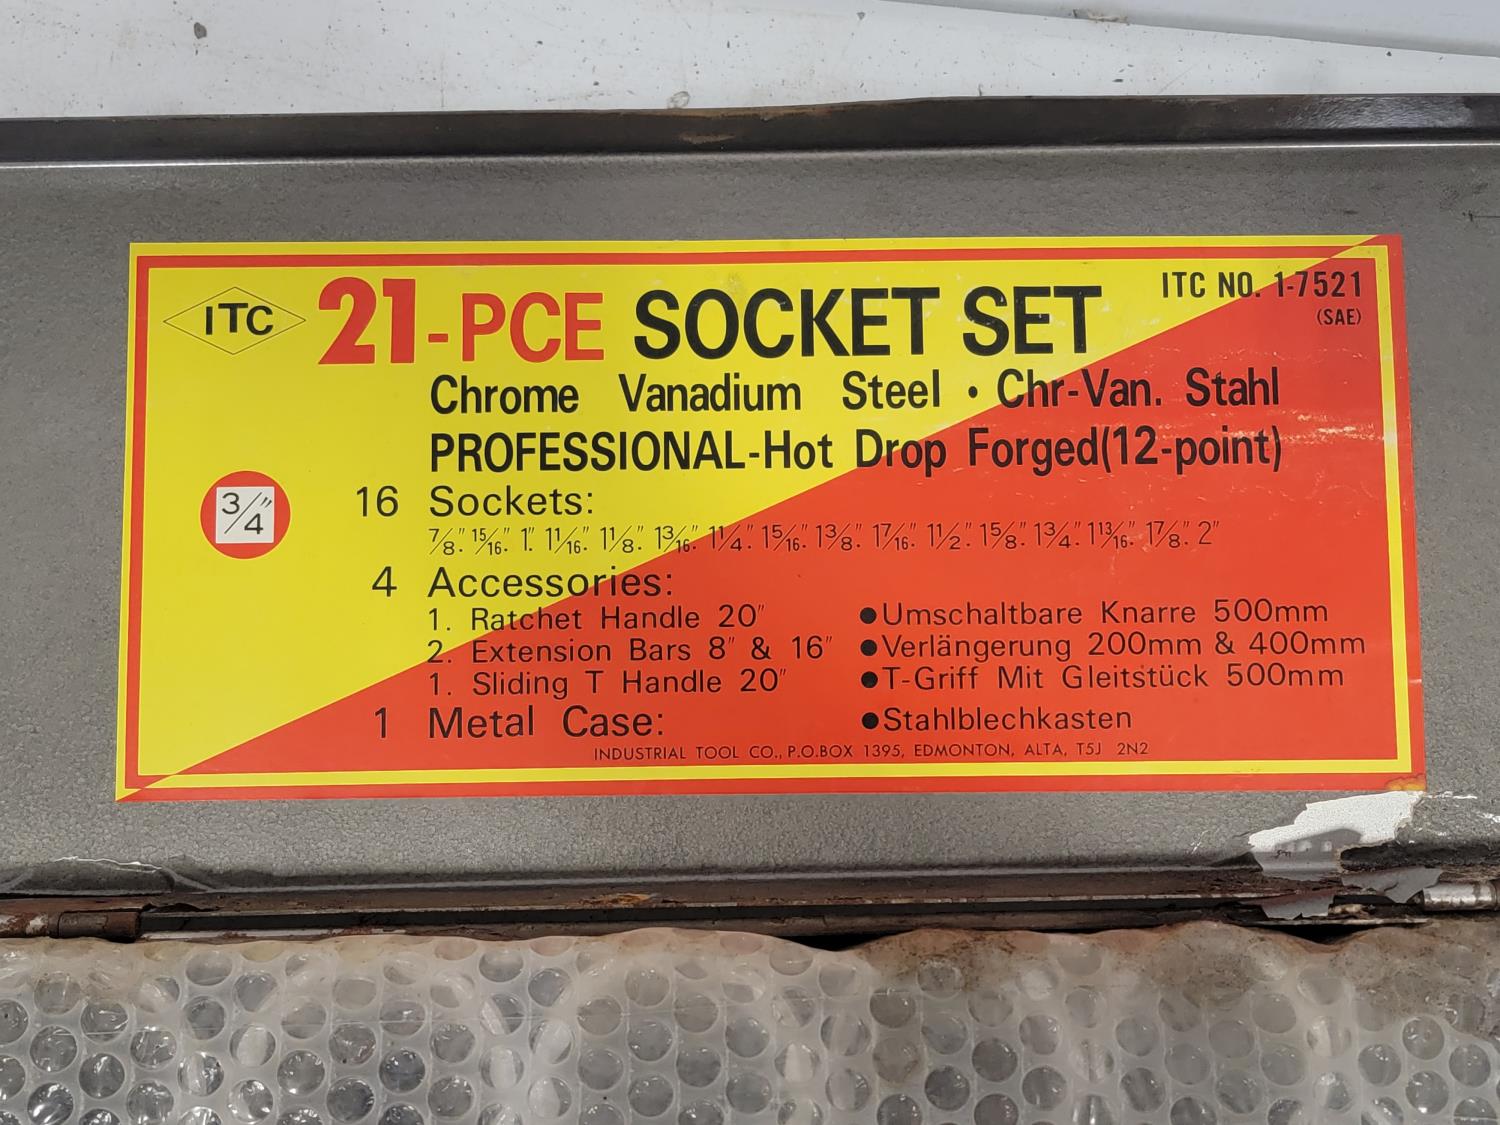 ITC 21-PCE SOCKET SET ITC NO. 1-7521
(SAE)
Chrome Vanadium Steel • Chr-Van. Stahl
PROFESSIONAL-Hot Drop Forged(12-point)
3/4"
16 Sockets:
7/8". 15/16". 1". 1 1/16". 1 1/8". 1 3/16". 1 1/4". 1 5/16". 1 3/8". 1 7/16". 1 1/2". 1 5/8". 1 3/4". 1 13/16". 1 7/8". 2"
4 Accessories:
1. Ratchet Handle 20" ●Umschaltbare Knarre 500mm
2. Extension Bars 8" & 16" ●Verlängerung 200mm & 400mm
1. Sliding T Handle 20" ●T-Griff Mit Gleitstück 500mm
1 Metal Case: ●Stahlblechkasten
INDUSTRIAL TOOL CO., P.O.BOX 1395, EDMONTON, ALTA, T5J 2N2